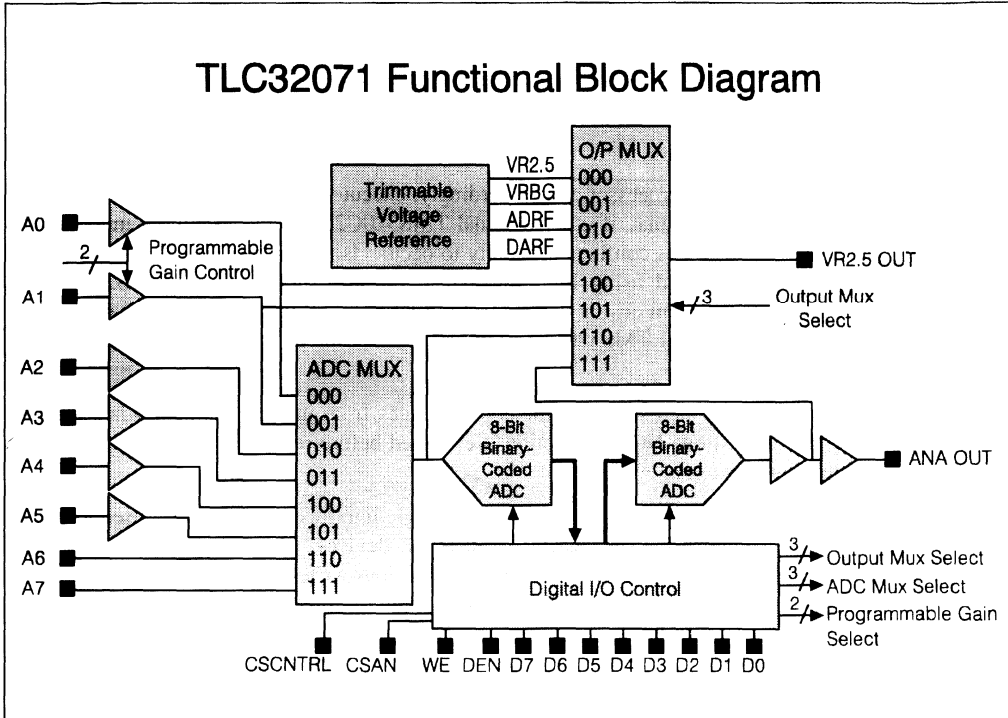 TLC32071 Functional Block Diagram
O/P MUX
000
001
010
011
100
101
110
111
VR2.5
VRBG
ADRF
DARF
Trimmable
Voltage
Reference
A0
2
Programmable
Gain Control
A1
VR2.5 OUT
3
Output Mux
Select
A2
A3
A4
A5
A6
A7
ADC MUX
000
001
010
011
100
101
110
111
8-Bit
Binary-
Coded
ADC
8-Bit
Binary-
Coded
ADC
ANA OUT
Digital I/O Control
3
Output Mux Select
3
ADC Mux Select
2
Programmable Gain
Select
CSCNTRL CSAN WE DEN D7 D6 D5 D4 D3 D2 D1 D0